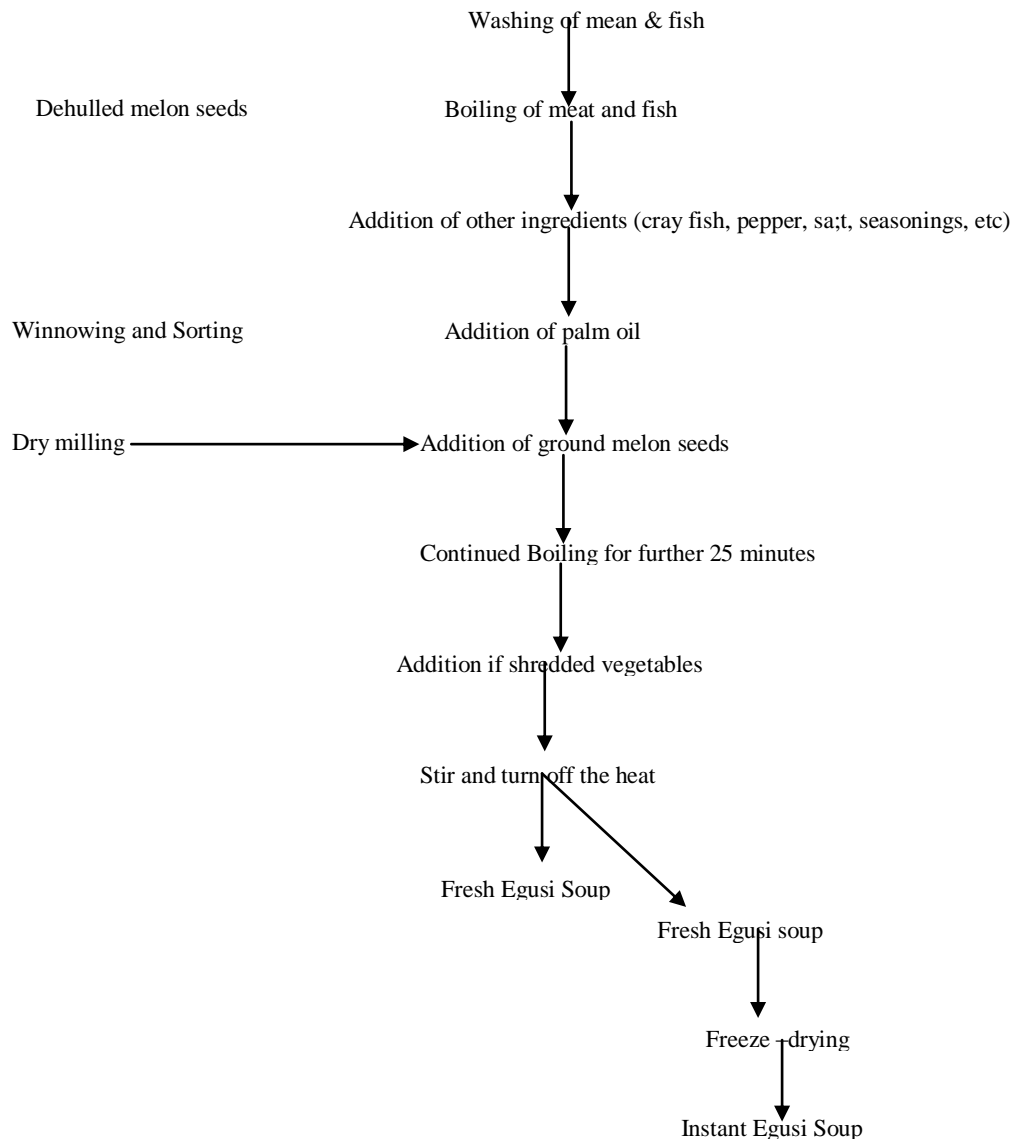 Washing of mean & fish
Dehulled melon seeds
Boiling of meat and fish
Addition of other ingredients (cray fish, pepper, sa;t, seasonings, etc)
Winnowing and Sorting
Addition of palm oil
Dry milling
Addition of ground melon seeds
Continued Boiling for further 25 minutes
Addition if shredded vegetables
Stir and turn off the heat
Fresh Egusi Soup
Fresh Egusi soup
Freeze –drying
Instant Egusi Soup